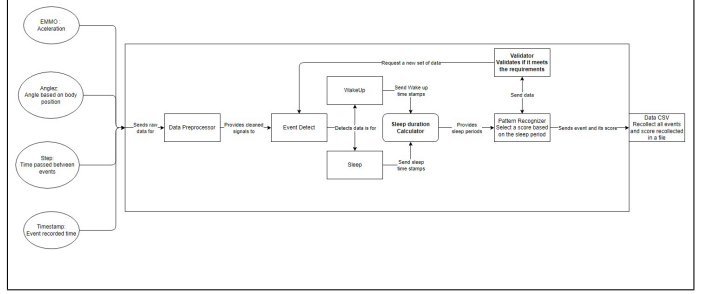 EMMO :
Aceleration
Anglez:
Angle based on body
position
Step:
Time passed between
events
Timestamp:
Event recorded time
Sends raw
data for
Data Preprocessor
Provides cleaned
signals to
Event Detect
Detects data is for
WakeUp
Sleep
Send Wake up
time stamps
Send sleep
time stamps
Sleep duration
Calculator
Provides
sleep periods
Pattern Recognizer
Select a score based
on the sleep period
Send data
Validator
Validates if it meets
the requirements
Request a new set of data
Sends event and its score
Data CSV
Recollect all events
and score recollected
in a file